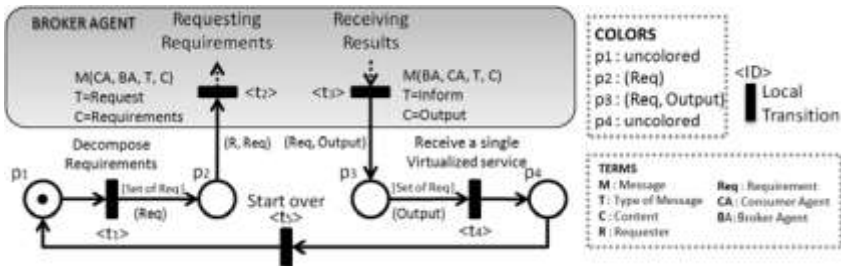 BROKER AGENT
Requesting
Requirements
Receiving
Results
M(CA, BA, T, C)
T=Request
C=Requirements
<t₂>
<t₃>
M(BA, CA, T, C)
T=Inform
C=Output
Decompose
Requirements
(R, Req)
(Req, Output)
Receive a single
Virtualized service
p1
[Set of Req]
(Req)
<t₁>
p2
Start over
<t₅>
p3
[Set of Req]
(Output)
<t₄>
p4
COLORS
p1 : uncolored
p2 : (Req)
p3 : (Req, Output)
p4 : uncolored
<ID>
Local
Transition
TERMS
M : Message
T : Type of Message
C : Content
R : Requester
Req : Requirement
CA : Consumer Agent
BA: Broker Agent